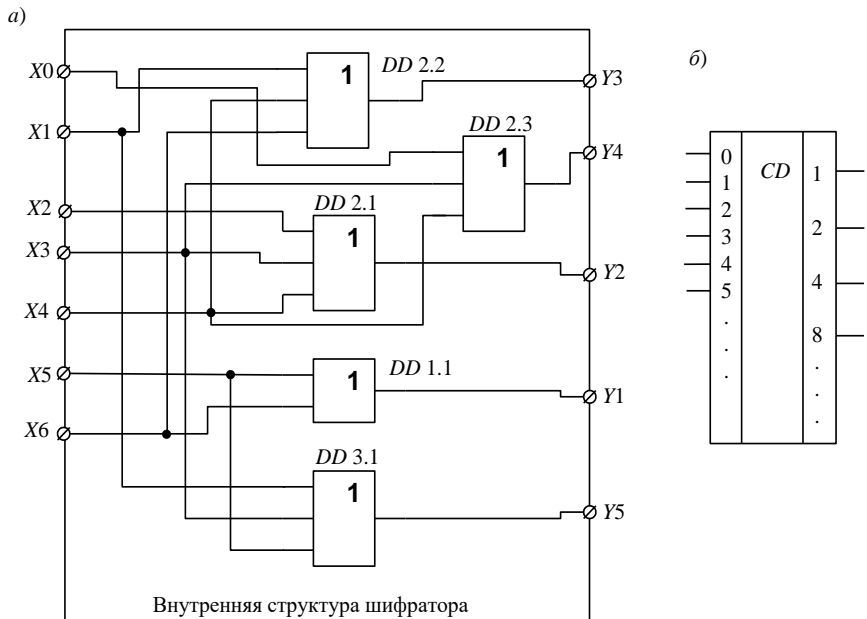 а)
X0
X1
X2
X3
X4
X5
X6
1
DD 2.2
1
DD 2.3
DD 2.1
1
1
DD 1.1
DD 3.1
1
Y3
Y4
Y2
Y1
Y5
Внутренняя структура шифратора
б)
0
1
2
3
4
5
.
.
.
CD
1
2
4
8
.
.
.